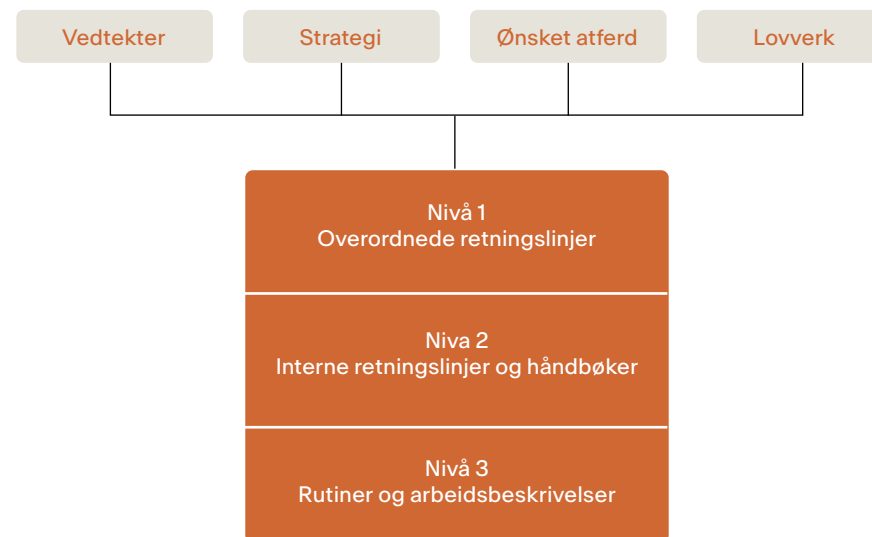 Vedtekter
Strategi
Ønsket atferd
Lovverk
Nivå 1
Overordnede retningslinjer
Niva 2
Interne retningslinjer og håndbøker
Nivå 3
Rutiner og arbeidsbeskrivelser